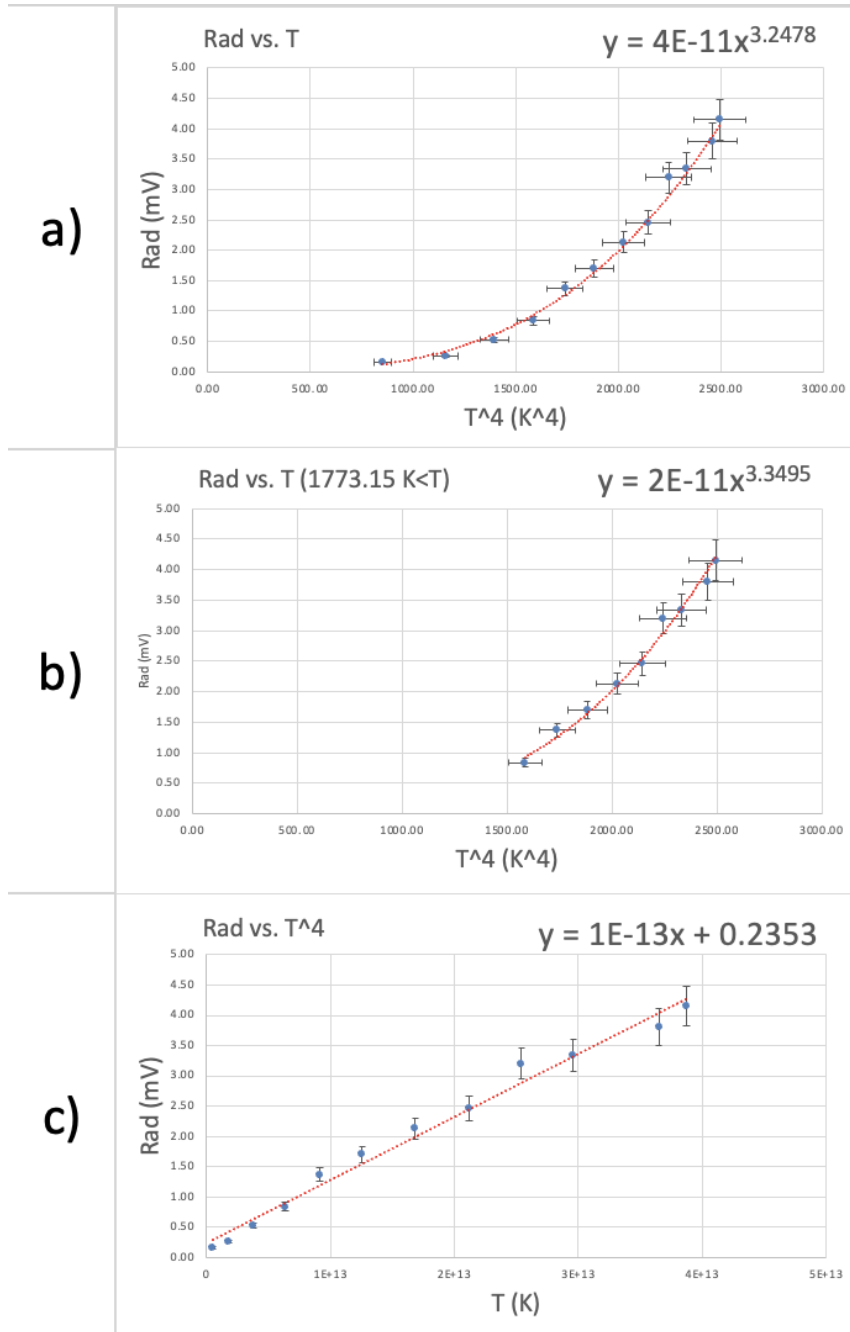 a)
Rad vs. T
y = 4E-11x^3.2478
5.00
4.50
4.00
3.50
3.00
2.50
2.00
1.50
1.00
0.50
0.00
Rad (mV)
0.00 500.00 1000.00 1500.00 2000.00 2500.00 3000.00
T^4 (K^4)
b)
Rad vs. T (1773.15 K<T)
y = 2E-11x^3.3495
5.00
4.50
4.00
3.50
3.00
2.50
2.00
1.50
1.00
0.50
0.00
Rad (mV)
0.00 500.00 1000.00 1500.00 2000.00 2500.00 3000.00
T^4 (K^4)
c)
Rad vs. T^4
y = 1E-13x + 0.2353
5.00
4.50
4.00
3.50
3.00
2.50
2.00
1.50
1.00
0.50
0.00
Rad (mV)
0 1E+13 2E+13 3E+13 4E+13 5E+13
T (K)